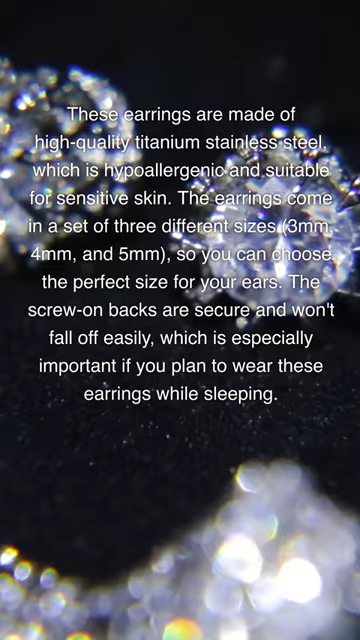 These earrings are made of
high-quality titanium stainless steel,
which is hypoallergenic and suitable
for sensitive skin. The earrings come
in a set of three different sizes (3mm,
4mm, and 5mm), so you can choose
the perfect size for your ears. The
screw-on backs are secure and won't
fall off easily, which is especially
important if you plan to wear these
earrings while sleeping.